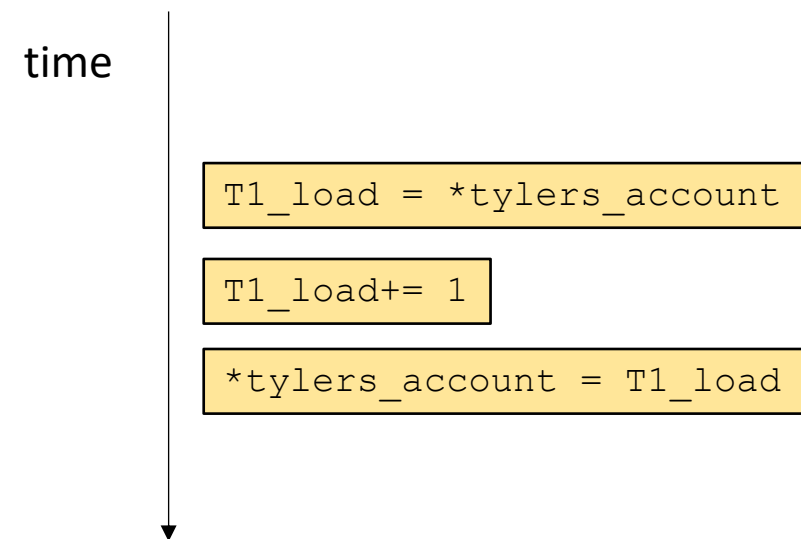 time
T1_load = *tylers_account
T1_load+= 1
*tylers_account = T1_load